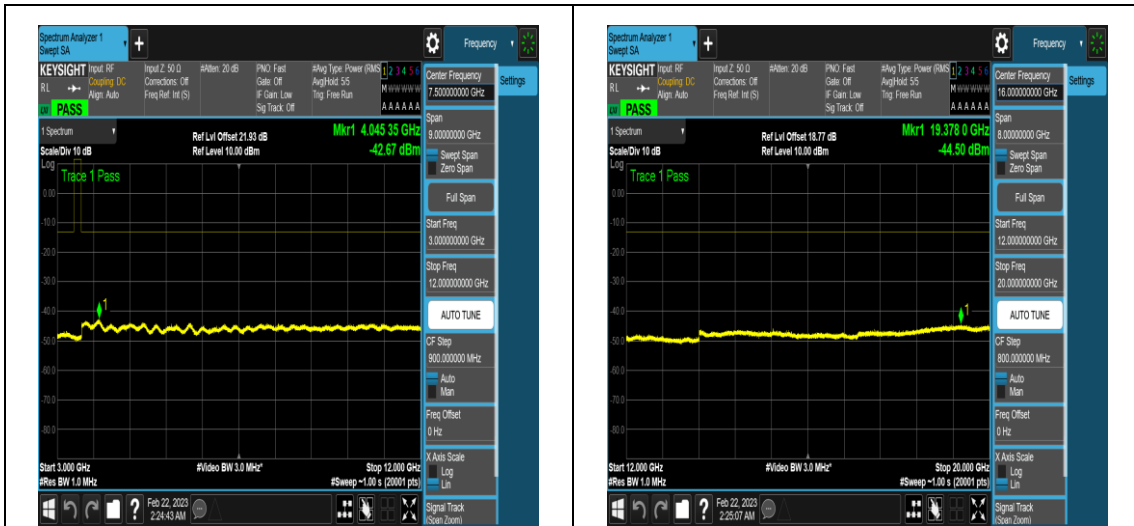 Spectrum Analyzer 1
Swept SA
+
Frequency
KEYSIGHT
Input: RF
Input Z: 50 Ω
#Atten: 20 dB
PNO: Fast
#Avg Type: Power (RMS
1 2 3 4 5 6
RL
Coupling: DC
Corrections: Off
Gate: Off
Avg|Hold: 5/5
M W W W W W
Align: Auto
Freq Ref: Int (S)
IF Gain: Low
Trig: Free Run
PASS
Sig Track: Off
A A A A A A
Center Frequency
7.500000000 GHz
Settings
Span
9.00000000 GHz
Swept Span
Zero Span
Full Span
Start Freq
3.000000000 GHz
Stop Freq
12.000000000 GHz
AUTO TUNE
CF Step
900.000000 MHz
Auto
Man
Freq Offset
0 Hz
X Axis Scale
Log
Lin
Signal Track
(Span Zoom)
1 Spectrum
Ref Lvl Offset 21.93 dB
Mkr1 4.045 35 GHz
Scale/Div 10 dB
Ref Level 10.00 dBm
-42.67 dBm
Log
Trace 1 Pass
0.00
-10.0
-20.0
-30.0
-40.0
1
-50.0
-60.0
-70.0
-80.0
Start 3.000 GHz
#Video BW 3.0 MHz*
Stop 12.000 GHz
#Res BW 1.0 MHz
#Sweep ~1.00 s (20001 pts)
?
Feb 22, 2023
2:24:43 AM
Spectrum Analyzer 1
Swept SA
+
Frequency
KEYSIGHT
Input: RF
Input Z: 50 Ω
#Atten: 20 dB
PNO: Fast
#Avg Type: Power (RMS
1 2 3 4 5 6
RL
Coupling: DC
Corrections: Off
Gate: Off
Avg|Hold: 5/5
M W W W W W
Align: Auto
Freq Ref: Int (S)
IF Gain: Low
Trig: Free Run
PASS
Sig Track: Off
A A A A A A
Center Frequency
16.000000000 GHz
Settings
Span
8.00000000 GHz
Swept Span
Zero Span
Full Span
Start Freq
12.000000000 GHz
Stop Freq
20.000000000 GHz
AUTO TUNE
CF Step
800.000000 MHz
Auto
Man
Freq Offset
0 Hz
X Axis Scale
Log
Lin
Signal Track
(Span Zoom)
1 Spectrum
Ref Lvl Offset 18.77 dB
Mkr1 19.378 0 GHz
Scale/Div 10 dB
Ref Level 10.00 dBm
-44.50 dBm
Log
Trace 1 Pass
0.00
-10.0
-20.0
-30.0
-40.0
1
-50.0
-60.0
-70.0
-80.0
Start 12.000 GHz
#Video BW 3.0 MHz*
Stop 20.000 GHz
#Res BW 1.0 MHz
#Sweep ~1.00 s (20001 pts)
?
Feb 22, 2023
2:25:07 AM